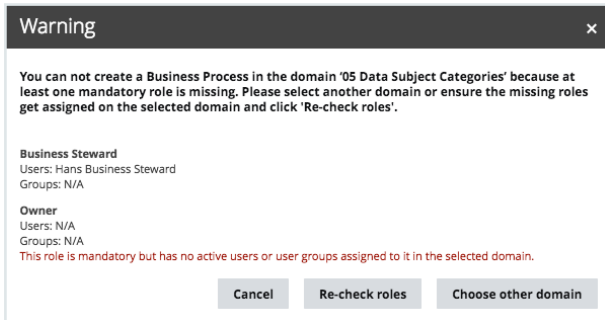 Warning ×
You can not create a Business Process in the domain ‘05 Data Subject Categories’ because at
least one mandatory role is missing. Please select another domain or ensure the missing roles
get assigned on the selected domain and click 'Re-check roles'.
Business Steward
Users: Hans Business Steward
Groups: N/A
Owner
Users: N/A
Groups: N/A
This role is mandatory but has no active users or user groups assigned to it in the selected domain.
Cancel Re-check roles Choose other domain